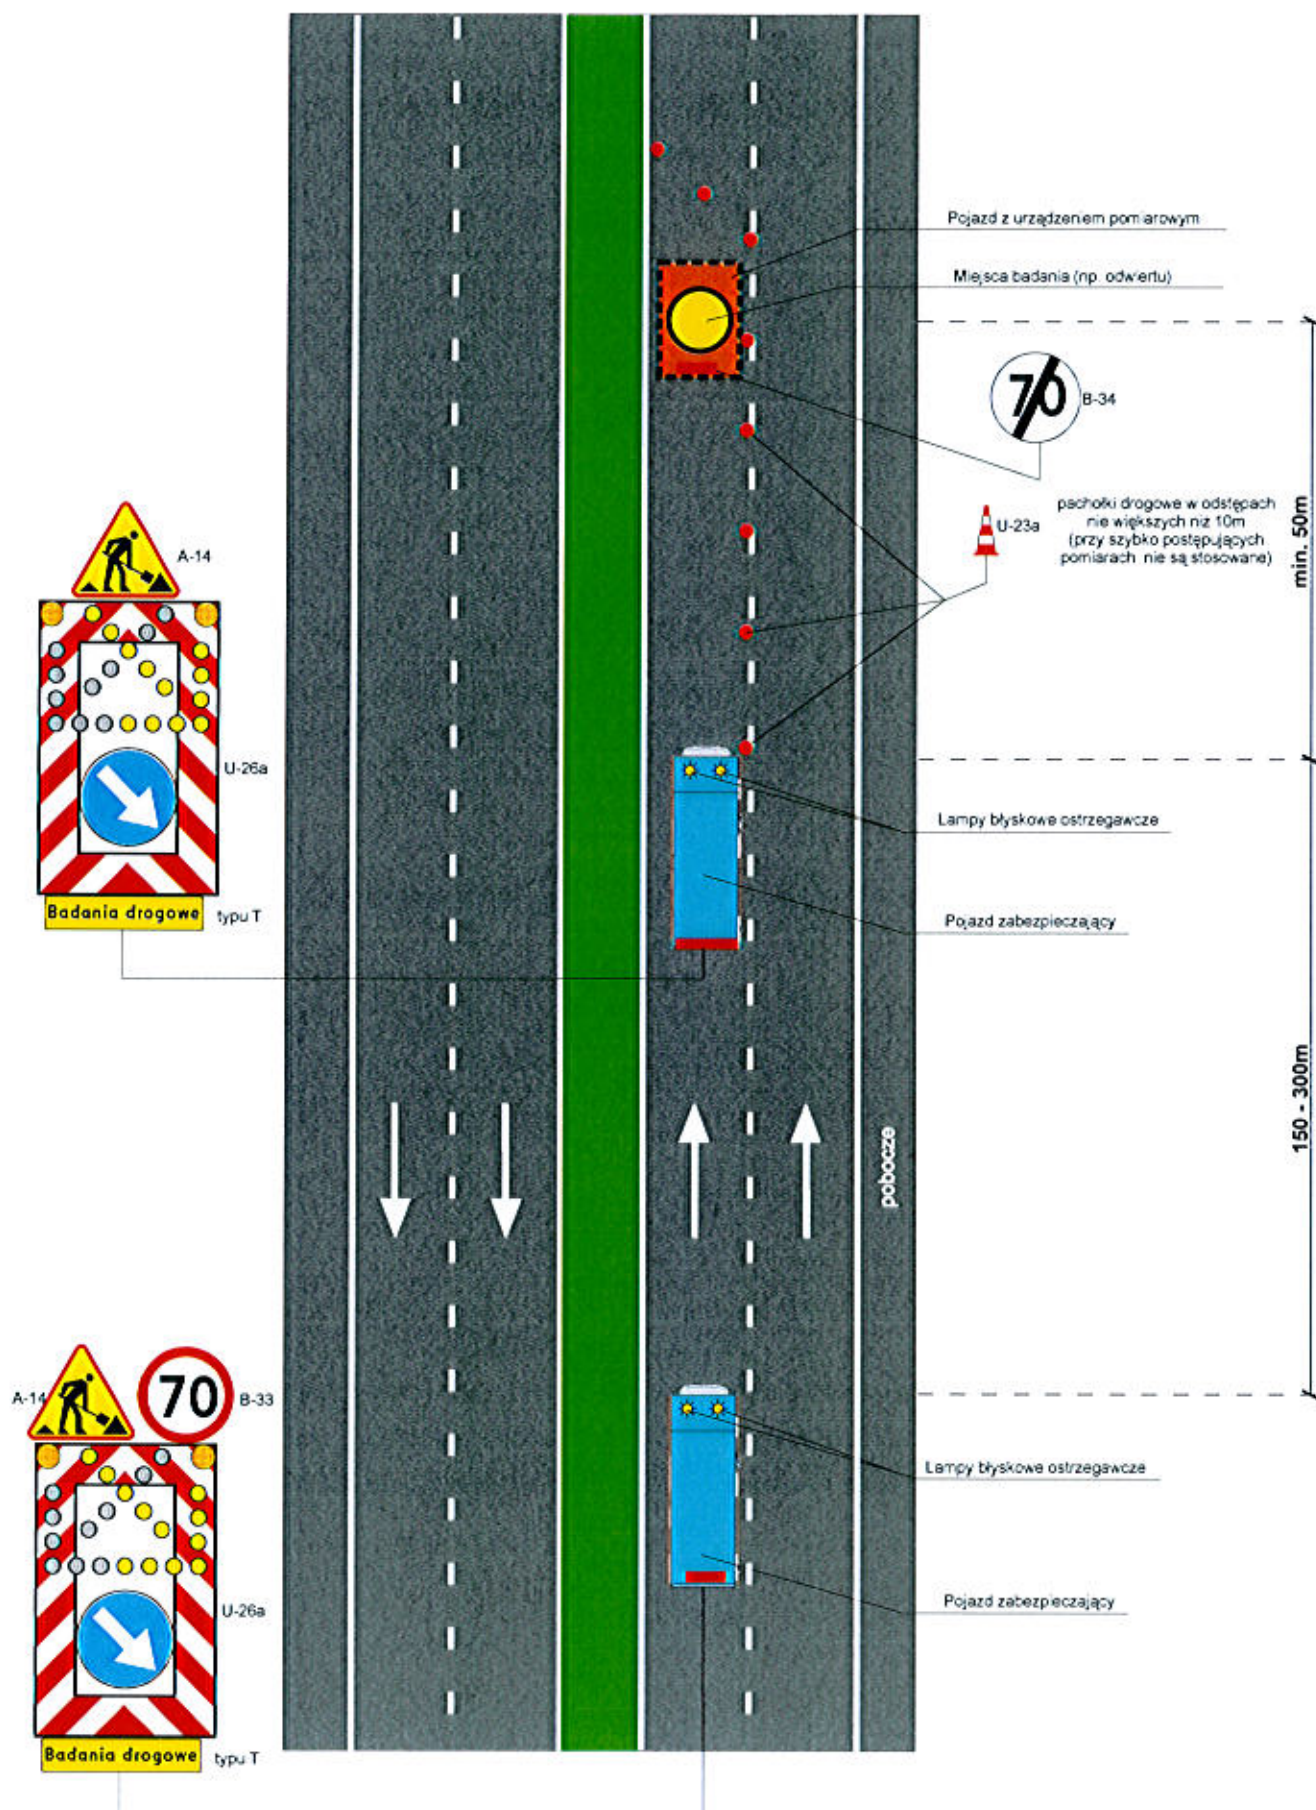 Pojazd z urządzeniem pomiarowym
Miejsca badania (np. odwiertu)
70
B-34
pachołki drogowe w odstępach
nie większych niż 10m
(przy szybko postępujących
pomiarach nie są stosowane)
U-23a
min. 50m
A-14
U-26a
Badania drogowe
typu T
Lampy błyskowe ostrzegawcze
Pojazd zabezpieczający
150 - 300m
pobocze
A-14
70
B-33
Lampy błyskowe ostrzegawcze
U-26a
Pojazd zabezpieczający
Badania drogowe
typu T